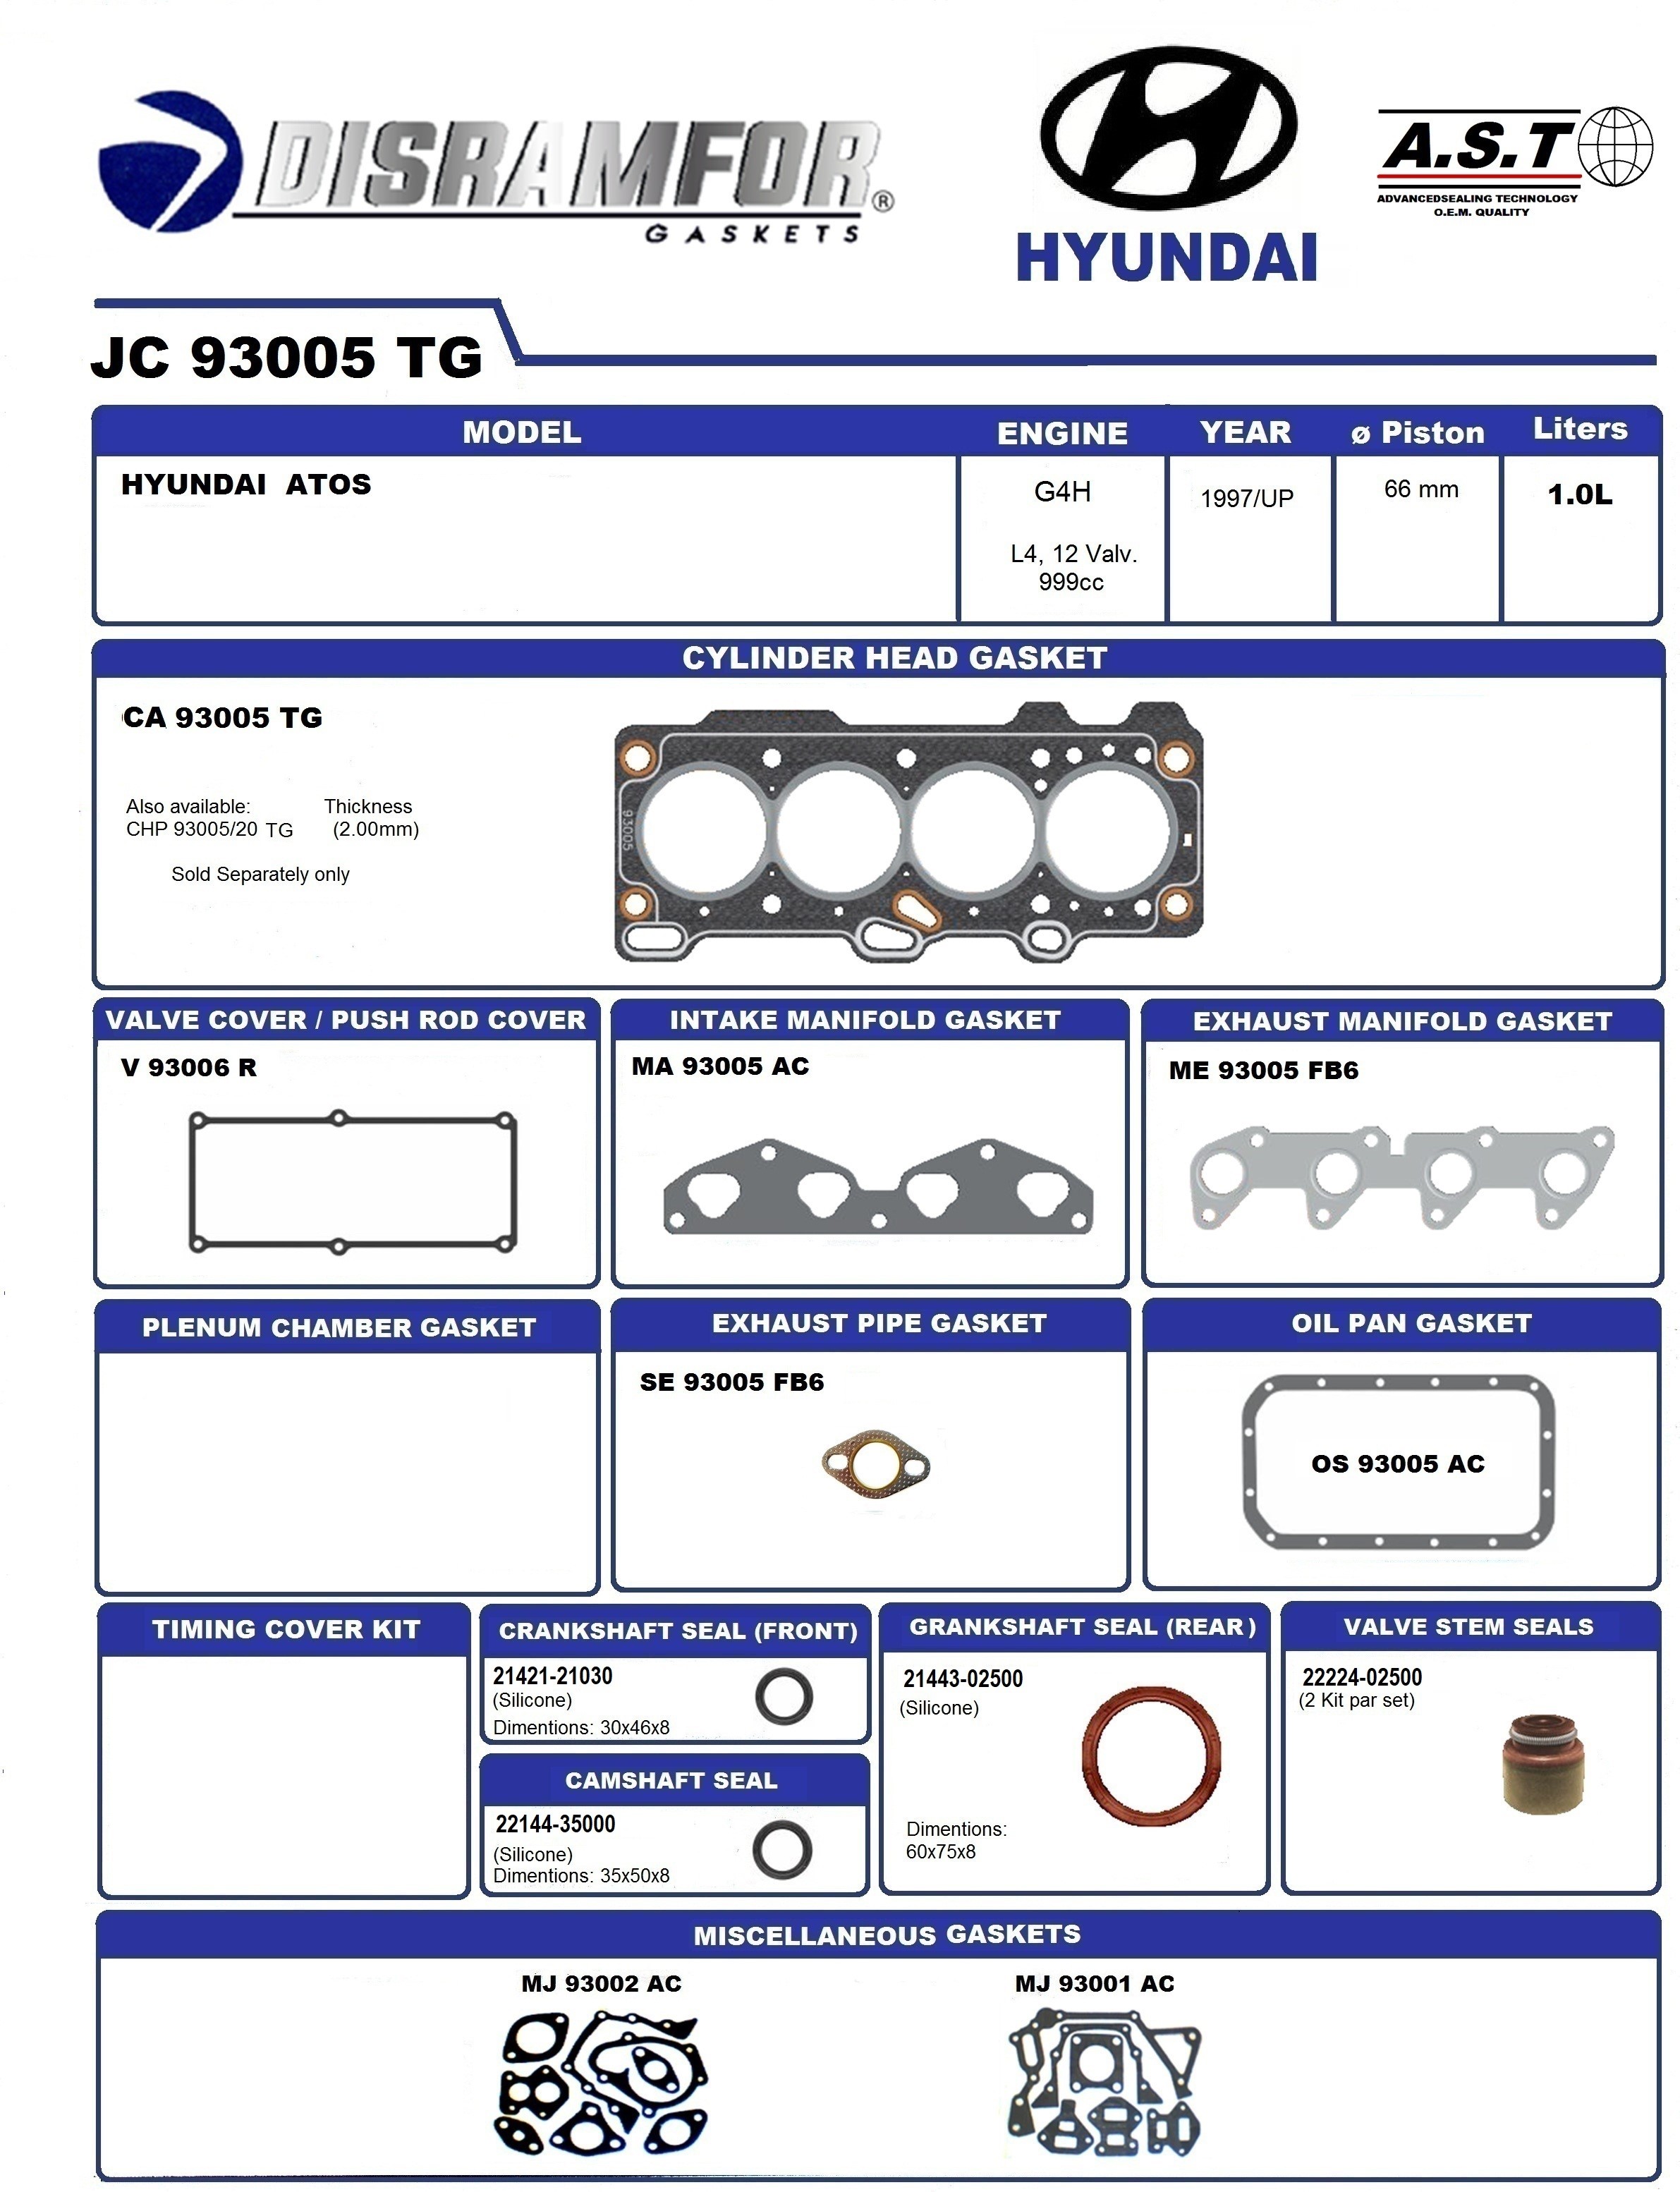 DISRAMFOR®
GASKETS
HYUNDAI
A.S.T
ADVANCEDSEALING TECHNOLOGY
O.E.M. QUALITY
JC 93005 TG
MODEL ENGINE YEAR ø Piston Liters
HYUNDAI ATOS G4H 1997/UP 66 mm 1.0L
L4, 12 Valv.
999cc
CYLINDER HEAD GASKET
CA 93005 TG
Also available: Thickness
CHP 93005/20 TG (2.00mm)
Sold Separately only
93005
VALVE COVER / PUSH ROD COVER
V 93006 R
INTAKE MANIFOLD GASKET
MA 93005 AC
EXHAUST MANIFOLD GASKET
ME 93005 FB6
PLENUM CHAMBER GASKET
EXHAUST PIPE GASKET
SE 93005 FB6
OIL PAN GASKET
OS 93005 AC
TIMING COVER KIT
CRANKSHAFT SEAL (FRONT)
21421-21030
(Silicone)
Dimentions: 30x46x8
CAMSHAFT SEAL
22144-35000
(Silicone)
Dimentions: 35x50x8
GRANKSHAFT SEAL (REAR)
21443-02500
(Silicone)
Dimentions:
60x75x8
VALVE STEM SEALS
22224-02500
(2 Kit par set)
MISCELLANEOUS GASKETS
MJ 93002 AC
MJ 93001 AC